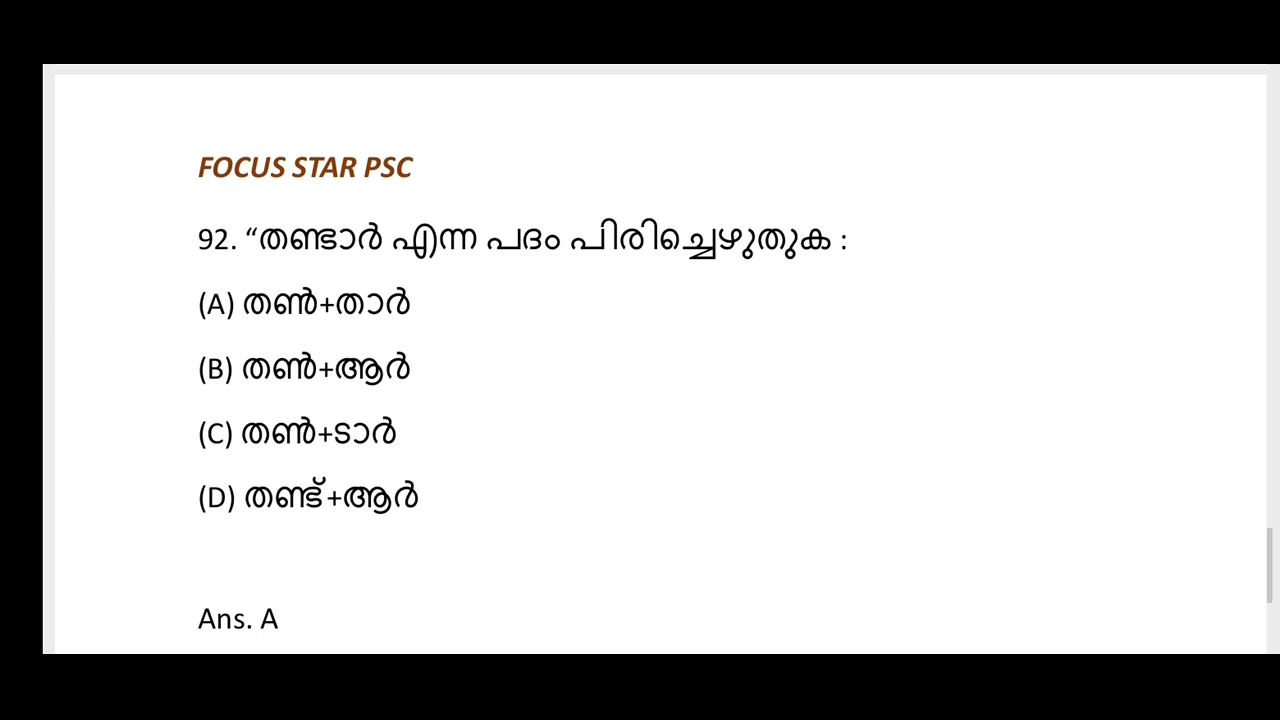 FOCUS STAR PSC
92. “തണ്ടാർ എന്ന പദം പിരിച്ചെഴുതുക :
(A) തൺ+താർ
(B) തൺ+ആർ
(C) തൺ+ടാർ
(D) തണ്ട്+ആർ
Ans. A